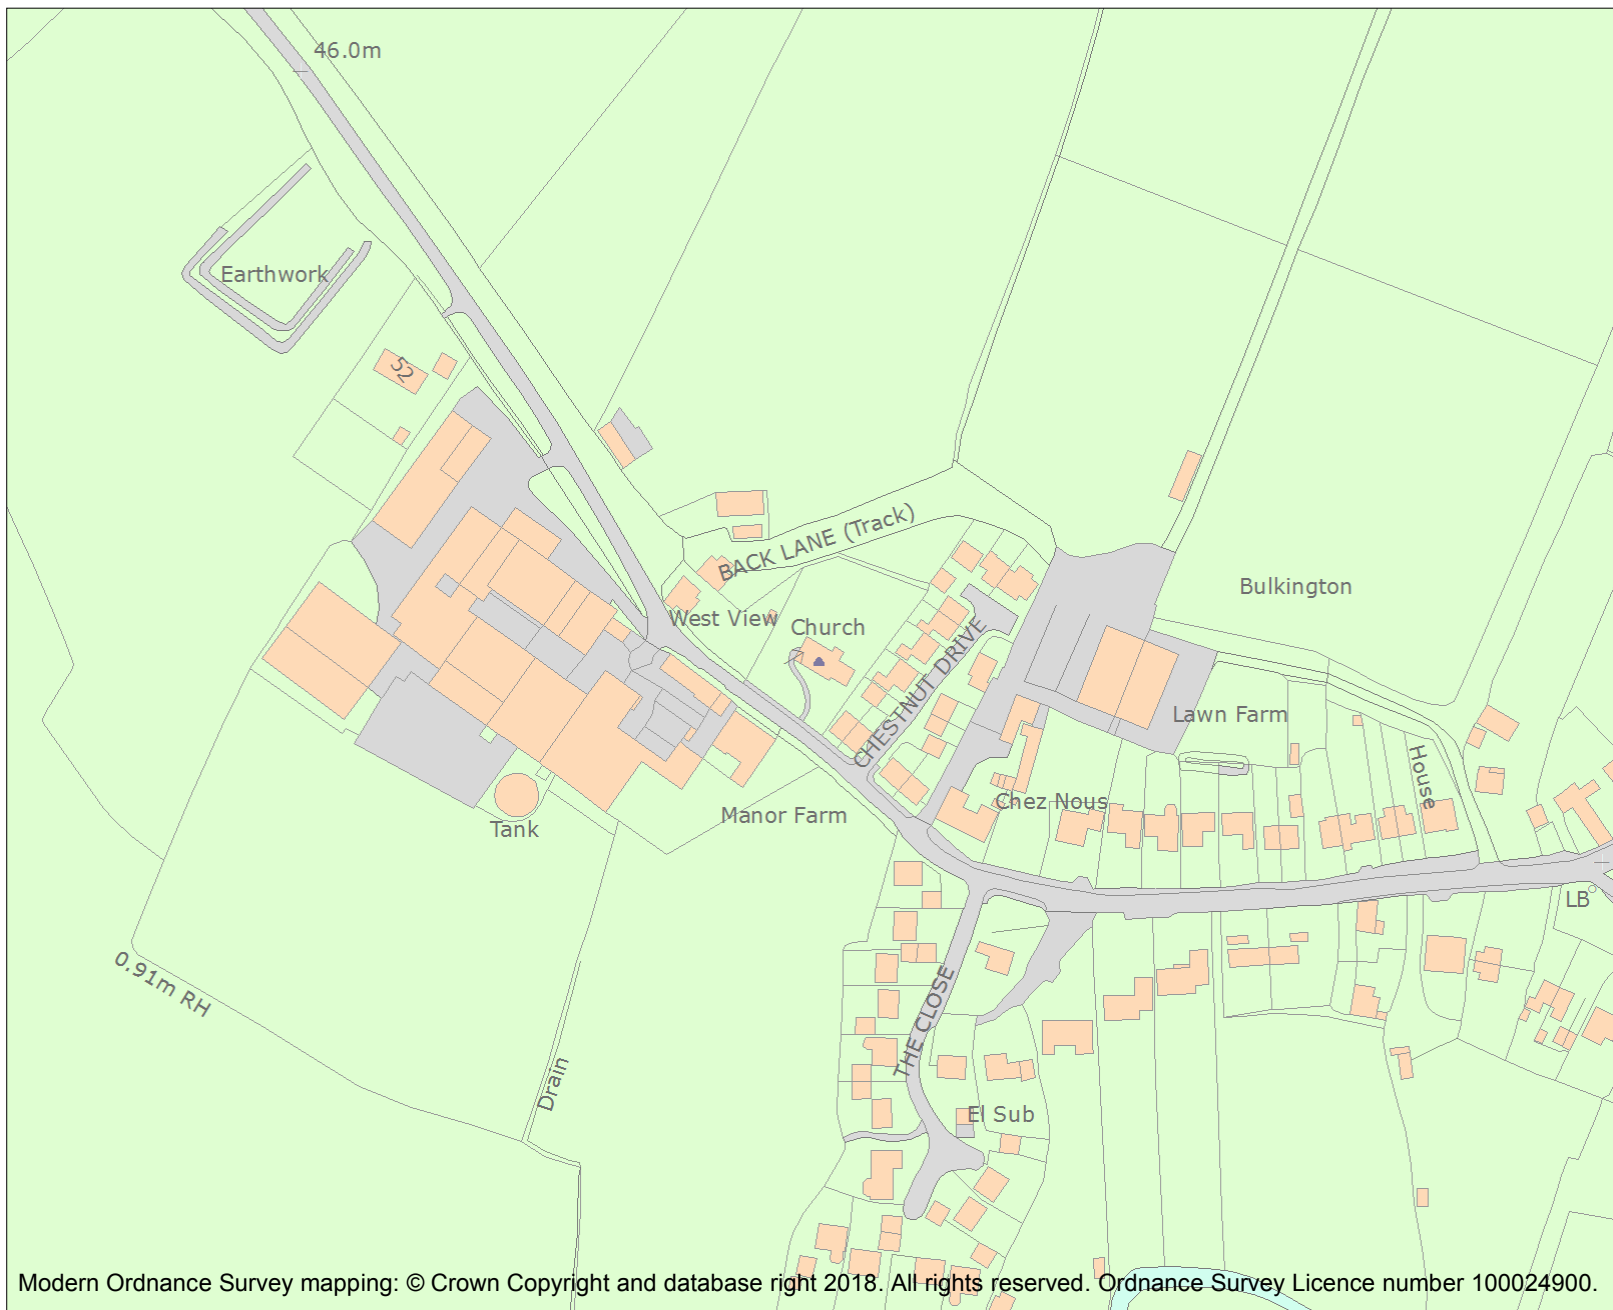 46.0m
Earthwork
52
BACK LANE (Track)
Bulkington
West View
Church
CHESTNUT DRIVE
Lawn Farm
House
Chez Nous
Manor Farm
Tank
LB
0.91m RH
THE CLOSE
Drain
El Sub
Modern Ordnance Survey mapping: © Crown Copyright and database right 2018. All rights reserved. Ordnance Survey Licence number 100024900.